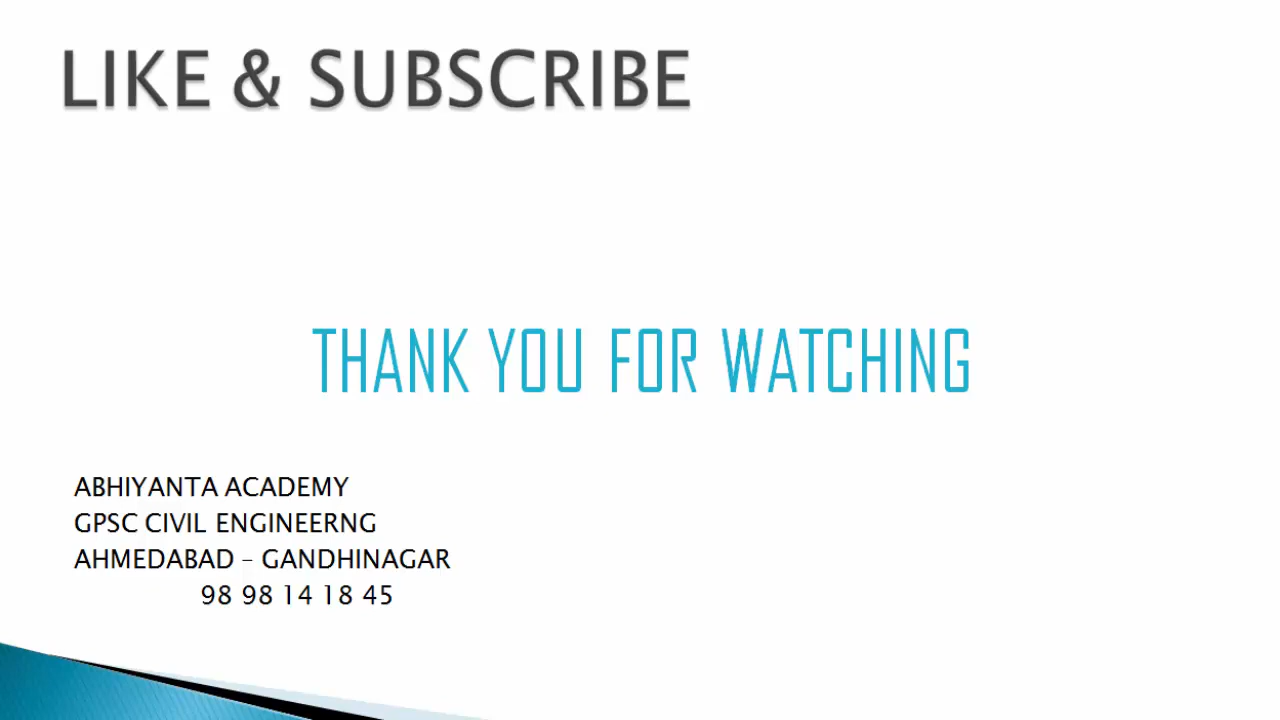 LIKE & SUBSCRIBE
THANK YOU FOR WATCHING
ABHIYANTA ACADEMY
GPSC CIVIL ENGINEERNG
AHMEDABAD – GANDHINAGAR
98 98 14 18 45